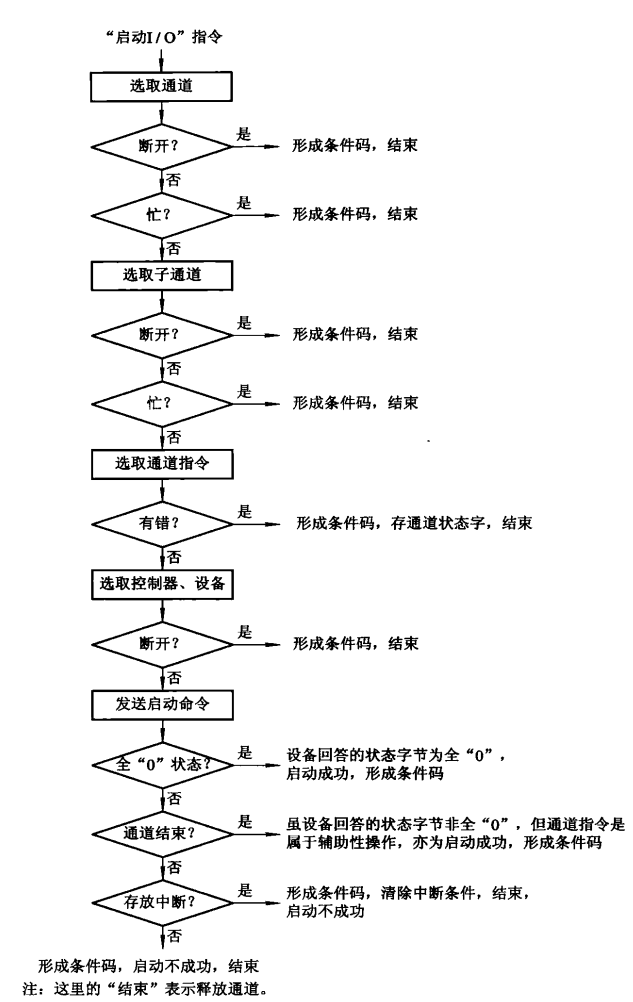 “启动I/O”指令
选取通道
断开?
是
形成条件码，结束
否
忙?
是
形成条件码，结束
否
选取子通道
断开?
是
形成条件码，结束
否
忙?
是
形成条件码，结束
否
选取通道指令
有错?
是
形成条件码，存通道状态字，结束
否
选取控制器、设备
断开?
是
形成条件码，结束
否
发送启动命令
全“0”状态?
是
设备回答的状态字节为全“0”，
启动成功，形成条件码
否
通道结束?
是
虽设备回答的状态字节非全“0”，但通道指令是
属于辅助性操作，亦为启动成功，形成条件码
否
存放中断?
是
形成条件码，清除中断条件，结束，
启动不成功
否
形成条件码，启动不成功，结束
注：这里的“结束”表示释放通道。